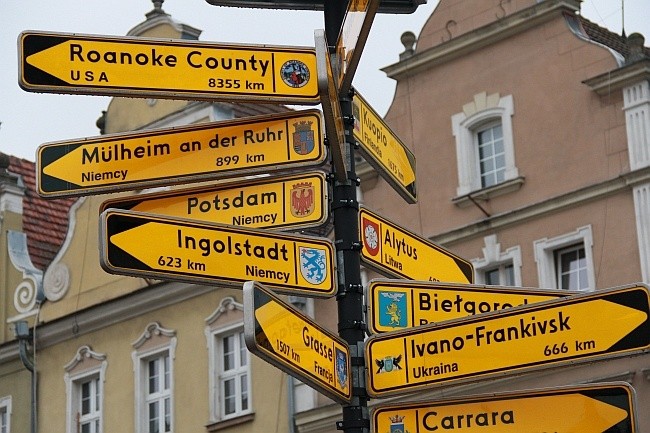 Roanoke County
USA
8355 km
Mülheim an der Ruhr
899 km
Niemcy
Potsdam
Niemcy
Ingolstadt
623 km
Niemcy
Grasse
1507 km
Francja
Kuopio
Finlandia
Alytus
Litwa
Biełgorod
Ivano-Frankivsk
666 km
Ukraina
Carrara